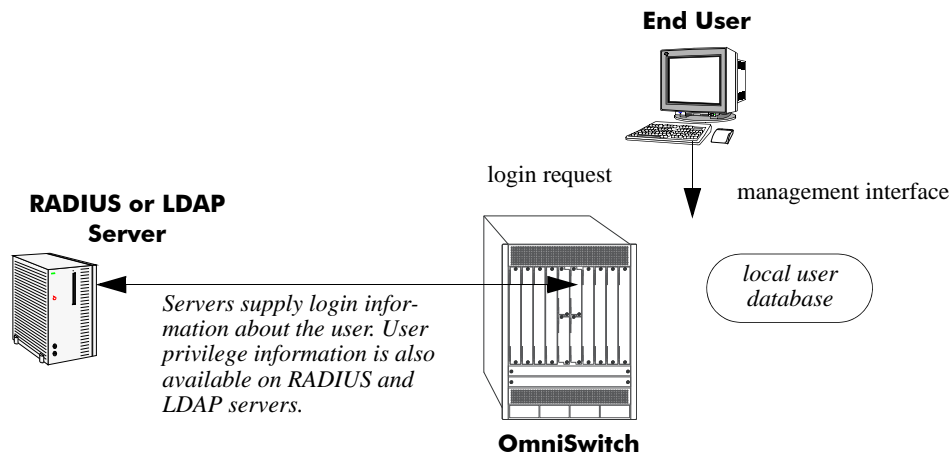 End User
login request
management interface
RADIUS or LDAP
Server
local user
database
Servers supply login infor-
mation about the user. User
privilege information is also
available on RADIUS and
LDAP servers.
OmniSwitch